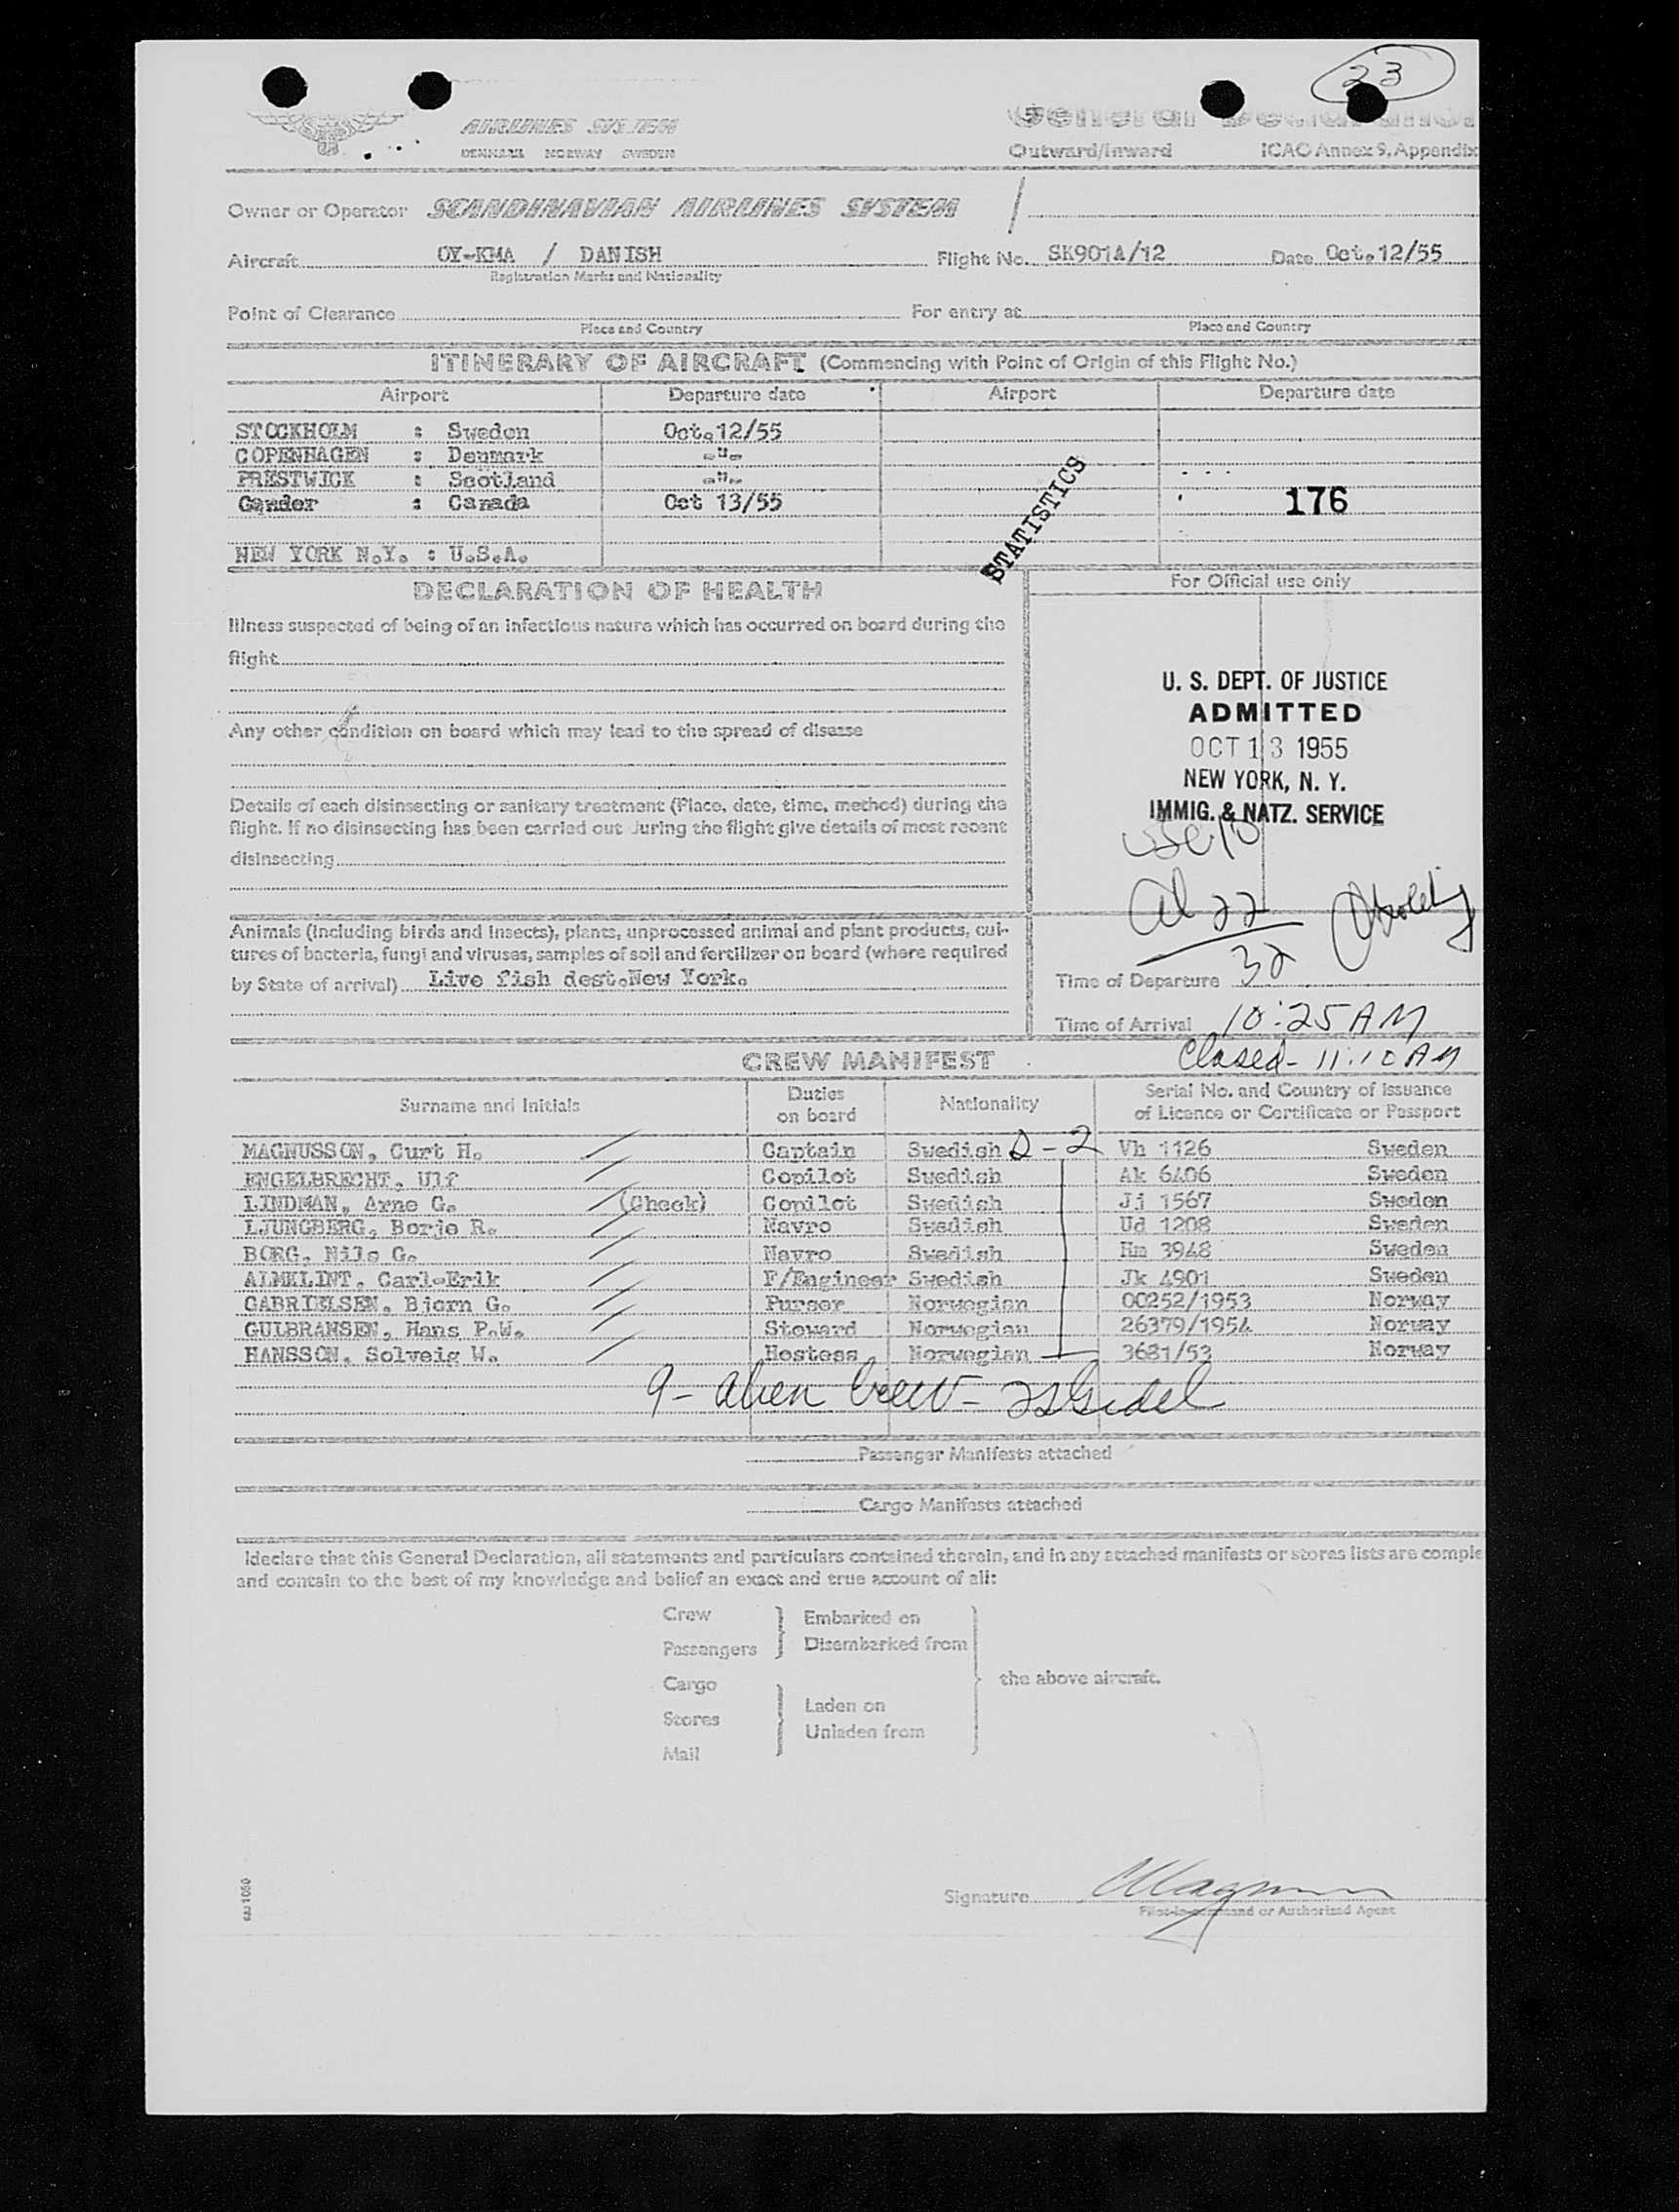 23
AIRLINES SYSTEM
DENMARK NORWAY SWEDEN
General Declaration
Outward/Inward ICAO Annex 9, Appendix
Owner or Operator SCANDINAVIAN AIRLINES SYSTEM
Aircraft OY-KMA / DANISH Flight No. SK901A/12 Date Oct. 12/55
Registration Marks and Nationality
Point of Clearance For entry at
Place and Country Place and Country
ITINERARY OF AIRCRAFT (Commencing with Point of Origin of this Flight No.)
Airport Departure date Airport Departure date
STOCKHOLM : Sweden Oct. 12/55
COPENHAGEN : Denmark -"-
PRESTWICK : Scotland -"-
Gander : Canada Oct 13/55
176
STATISTICS
NEW YORK N.Y. : U.S.A.
DECLARATION OF HEALTH
For Official use only
Illness suspected of being of an infectious nature which has occurred on board during the
flight
Any other condition on board which may lead to the spread of disease
Details of each disinsecting or sanitary treatment (Place, date, time, method) during the
flight. If no disinsecting has been carried out during the flight give details of most recent
disinsecting
U. S. DEPT. OF JUSTICE
ADMITTED
OCT 13 1955
NEW YORK, N. Y.
IMMIG. & NATZ. SERVICE
22
32
Animals (including birds and insects), plants, unprocessed animal and plant products, cul-
tures of bacteria, fungi and viruses, samples of soil and fertilizer on board (where required
by State of arrival) Live fish dest. New York.
Time of Departure
Time of Arrival 10:25 AM
Closed - 11:10 AM
CREW MANIFEST
Surname and Initials Duties on board Nationality Serial No. and Country of Issuance of Licence or Certificate or Passport
MAGNUSSON, Curt H. Captain Swedish D-2 Vh 1126 Sweden
ENGELBRECHT, Ulf Copilot Swedish Ak 6406 Sweden
LINDMAN, Arne G. (Check) Copilot Swedish Jj 1567 Sweden
LJUNGBERG, Borje R. Navro Swedish Ud 1208 Sweden
BORG, Nils G. Navro Swedish Hm 3948 Sweden
ALMKLINT, Carl-Erik F/Engineer Swedish Jk 4901 Sweden
GABRIELSEN, Bjorn G. Purser Norwegian 00252/1953 Norway
GULBRANSEN, Hans P.W. Steward Norwegian 26379/1954 Norway
HANSSON, Solveig W. Hostess Norwegian 3681/53 Norway
9 - alien crew -
Passenger Manifests attached
Cargo Manifests attached
I declare that this General Declaration, all statements and particulars contained therein, and in any attached manifests or stores lists are comple
and contain to the best of my knowledge and belief an exact and true account of all:
Crew
Passengers
Embarked on
Disembarked from
Cargo
Stores
Mail
Laden on
Unladen from
the above aircraft.
Signature
Pilot-in-command or Authorized Agent